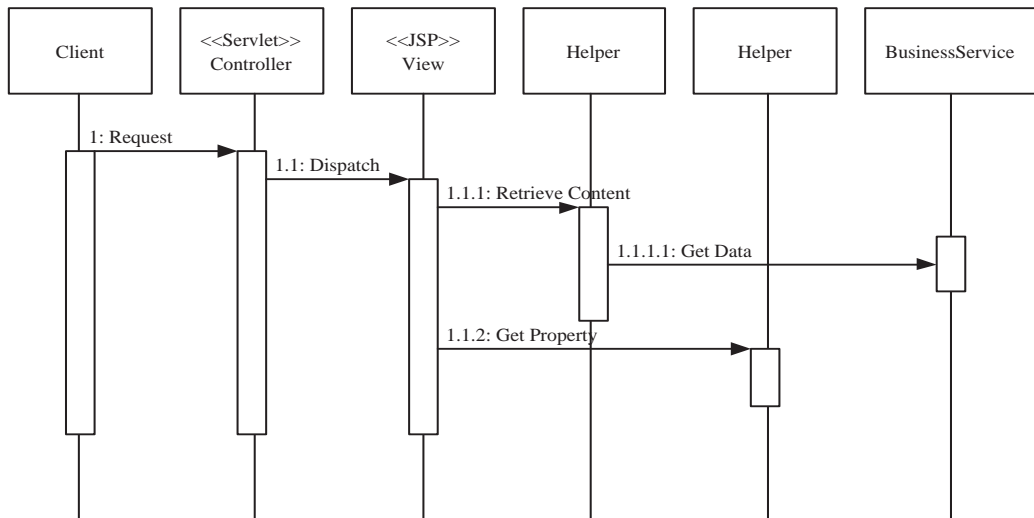 Client
<<Servlet>>
Controller
<<JSP>>
View
Helper
Helper
BusinessService
1: Request
1.1: Dispatch
1.1.1: Retrieve Content
1.1.1.1: Get Data
1.1.2: Get Property